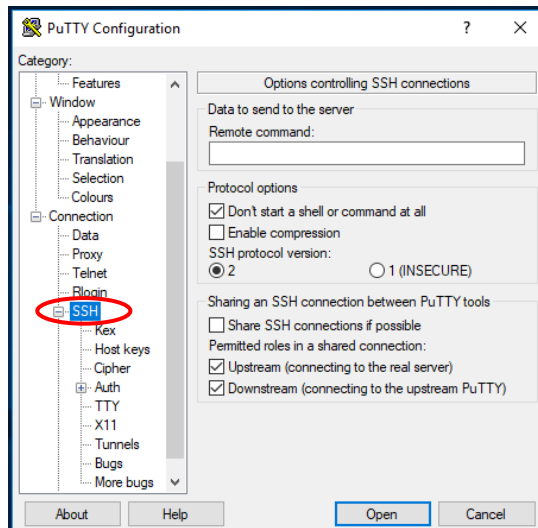 PuTTY Configuration
?
Category:
Features
Window
Appearance
Behaviour
Translation
Selection
Colours
Connection
Data
Proxy
Telnet
Rlogin
SSH
Kex
Host keys
Cipher
Auth
TTY
X11
Tunnels
Bugs
More bugs
Options controlling SSH connections
Data to send to the server
Remote command:
Protocol options
Don't start a shell or command at all
Enable compression
SSH protocol version:
2 1 (INSECURE)
Sharing an SSH connection between PuTTY tools
Share SSH connections if possible
Permitted roles in a shared connection:
Upstream (connecting to the real server)
Downstream (connecting to the upstream PuTTY)
About Help Open Cancel